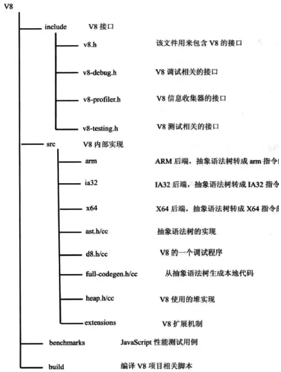 V8
include V8 接口
v8.h 该文件用来包含 V8 的接口
v8-debug.h V8 调试相关的接口
v8-profiler.h V8 信息收集器的接口
v8-testing.h V8 测试相关的接口
src V8 内部实现
arm ARM 后端，抽象语法树转成 arm 指令
ia32 IA32 后端，抽象语法树转成 IA32 指令
x64 X64 后端，抽象语法树转成 X64 指令
ast.h/cc 抽象语法树的实现
d8.h/cc V8 的一个调试程序
full-codegen.h/cc 从抽象语法树生成本地代码
heap.h/cc V8 使用的堆实现
extensions V8 扩展机制
benchmarks JavaScript 性能测试用例
build 编译 V8 项目相关脚本